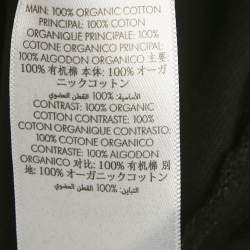 MAIN: 100% ORGANIC COTTON
PRINCIPAL: 100% COTON
ORGANIQUE PRINCIPAL: 100%
COTONE ORGANICO PRINCIPALE:
100% ALGODON ORGANICO 主要:
100% 有机棉 本体: 100% オーガ
ニックコットン
الأساسية: 100% القطن العضوي
CONTRAST: 100% ORGANIC
COTTON CONTRASTE: 100% COTON
ORGANIQUE CONTRASTO:
100% COTONE ORGANICO
CONTRASTE: 100% ALGODON
ORGANICO 对比: 100% 有机棉 別
地: 100% オーガニックコットン
التباين: 100% القطن العضوي